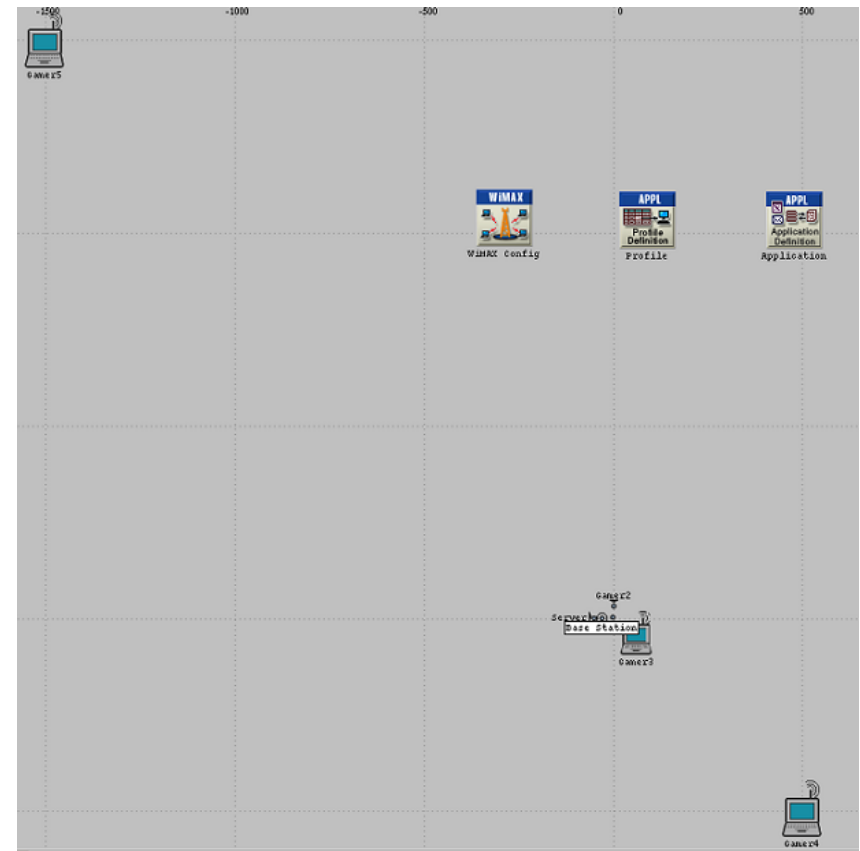 -1500 -1000 -500 0 500
Gamer5
WiMAX APPL APPL
Profile Definition
Application Definition
WiMAX Config Profile Application
Gamer2
Server
Base Station
Gamer3
Gamer4